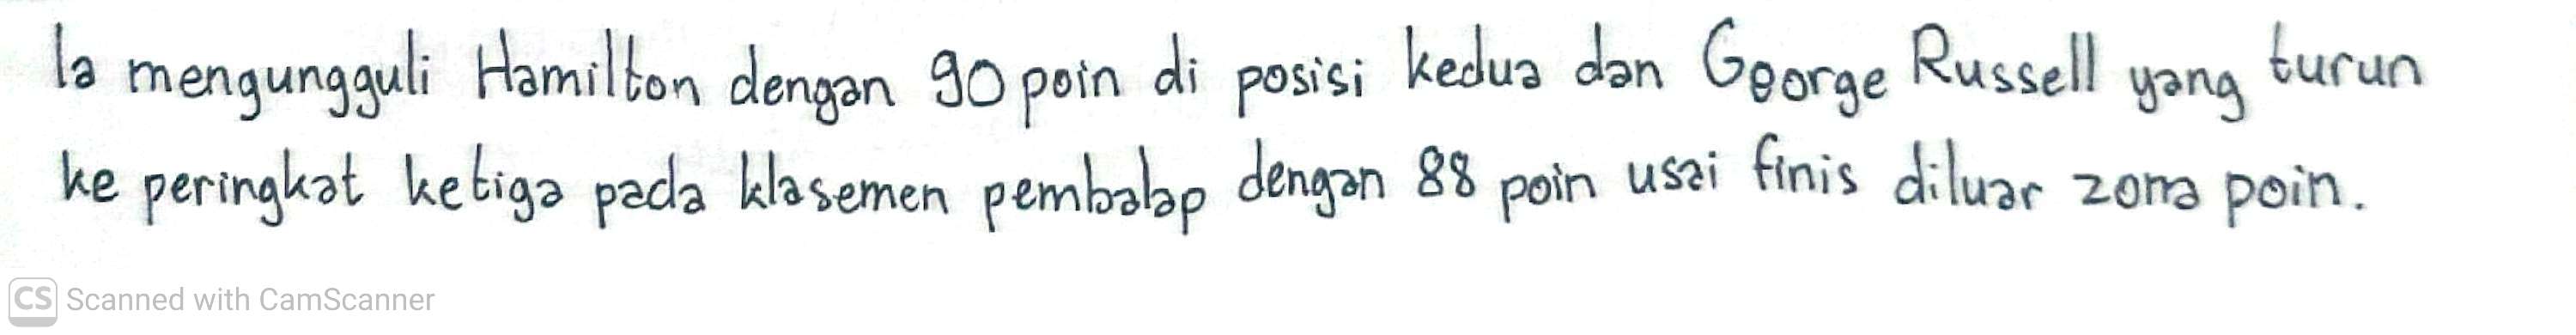 Ia mengungguli Hamilton dengan 90 poin di posisi kedua dan George Russell yang turun
ke peringkat ketiga pada klasemen pembalap dengan 88 poin usai finis diluar zona poin.
CS Scanned with CamScanner